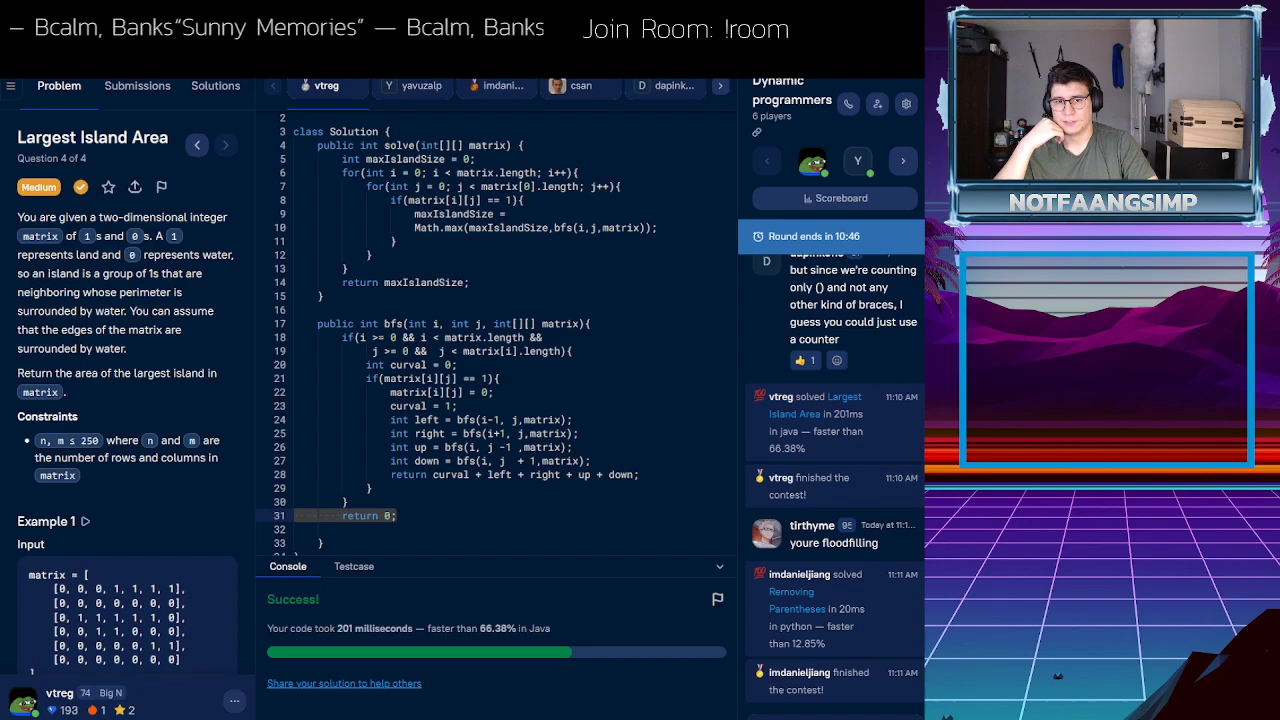 — Bcalm, Banks“Sunny Memories” — Bcalm, Banks
Join Room: !room
Problem
Submissions
Solutions
Largest Island Area
Question 4 of 4
Medium
You are given a two-dimensional integer
matrix of 1s and 0s. A 1
represents land and 0 represents water,
so an island is a group of 1s that are
neighboring whose perimeter is
surrounded by water. You can assume
that the edges of the matrix are
surrounded by water.
Return the area of the largest island in
matrix.
Constraints
• n, m ≤ 250 where n and m are
the number of rows and columns in
matrix
Example 1
Input
matrix = [
[0, 0, 0, 1, 1, 1, 1],
[0, 0, 0, 0, 0, 0, 0],
[0, 1, 1, 1, 1, 1, 0],
[0, 0, 1, 1, 0, 0, 0],
[0, 0, 0, 0, 0, 1, 1],
[0, 0, 0, 0, 0, 0, 0]
vtreg 74 Big N
193 1 2
vtreg
Y yavuzalp
imdani...
csan
D dapink...
2
3 class Solution {
4 public int solve(int[][] matrix) {
5 int maxIslandSize = 0;
6 for(int i = 0; i < matrix.length; i++){
7 for(int j = 0; j < matrix[0].length; j++){
8 if(matrix[i][j] == 1){
9 maxIslandSize =
10 Math.max(maxIslandSize,bfs(i,j,matrix));
11 }
12 }
13 }
14 return maxIslandSize;
15 }
16
17 public int bfs(int i, int j, int[][] matrix){
18 if(i >= 0 && i < matrix.length &&
19 j >= 0 && j < matrix[i].length){
20 int curval = 0;
21 if(matrix[i][j] == 1){
22 matrix[i][j] = 0;
23 curval = 1;
24 int left = bfs(i-1, j,matrix);
25 int right = bfs(i+1, j,matrix);
26 int up = bfs(i, j -1 ,matrix);
27 int down = bfs(i, j + 1,matrix);
28 return curval + left + right + up + down;
29 }
30 }
31 return 0;
32
33 }
Console
Testcase
Success!
Your code took 201 milliseconds — faster than 66.38% in Java
Share your solution to help others
Dynamic
programmers
6 players
Y
Scoreboard
Round ends in 10:46
D
but since we're counting
only () and not any
other kind of braces, I
guess you could just use
a counter
👍 1
💯 vtreg solved Largest 11:10 AM
Island Area in 201ms
in java — faster than
66.38%
vtreg finished the 11:10 AM
contest!
tirthyme 95 Today at 11:1...
youre floodfilling
💯 imdanieljiang solved 11:11 AM
Removing
Parentheses in 20ms
in python — faster
than 12.85%
imdanieljiang 11:11 AM
finished the contest!
NOTFAANGSIMP